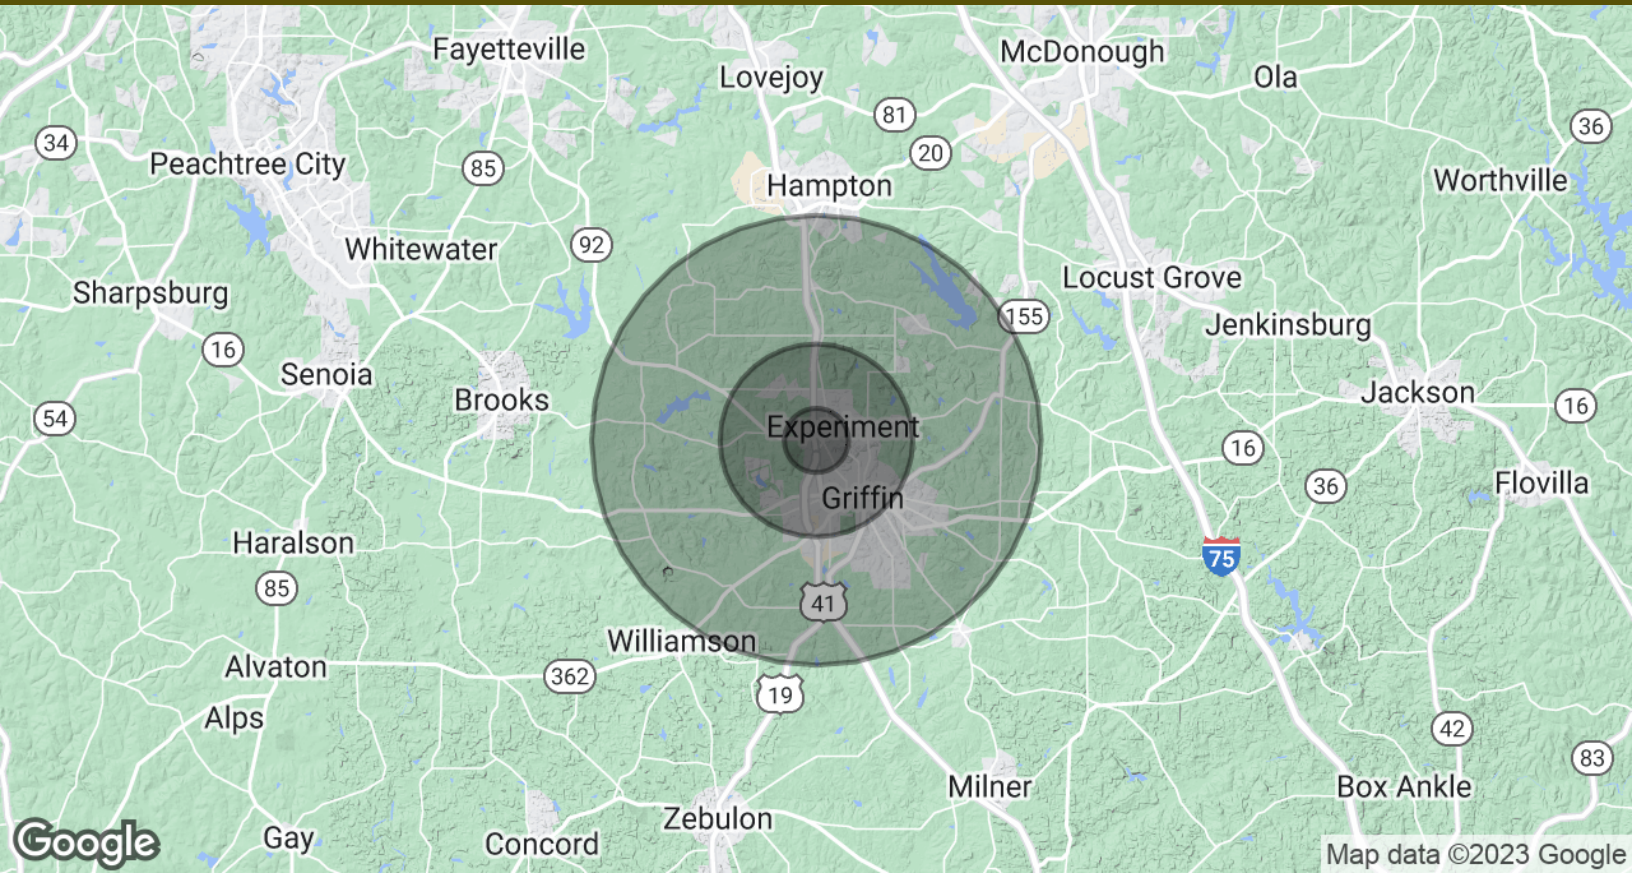 Fayetteville
McDonough
Lovejoy
Ola
81
36
34
20
Peachtree City
85
Hampton
Worthville
92
Whitewater
Locust Grove
Sharpsburg
155
Jenkinsburg
16
Senoia
Brooks
Jackson
54
16
Experiment
16
Griffin
36
Flovilla
Haralson
75
85
41
Williamson
Alvaton
362
19
Alps
42
83
Milner
Box Ankle
Zebulon
Gay
Concord
Google
Map data ©2023 Google